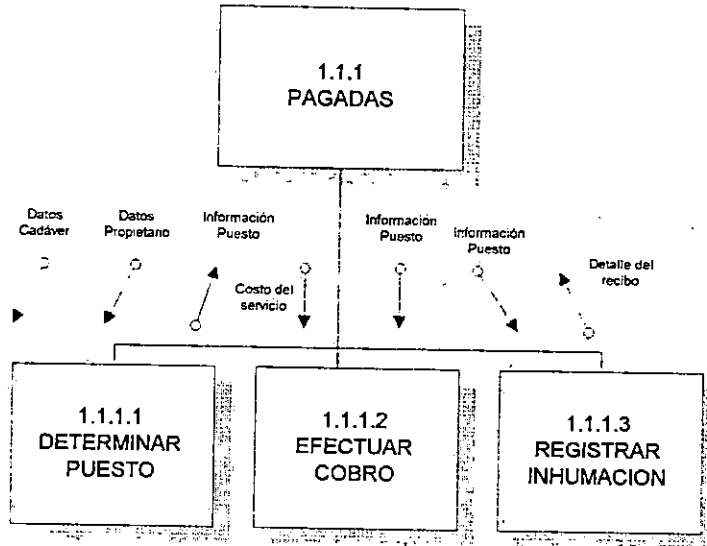 1.1.1
PAGADAS
Datos
Cadáver
Datos
Propietario
Información
Puesto
Costo del
servicio
Información
Puesto
Información
Puesto
Detalle del
recibo
1.1.1.1
DETERMINAR
PUESTO
1.1.1.2
EFECTUAR
COBRO
1.1.1.3
REGISTRAR
INHUMACION